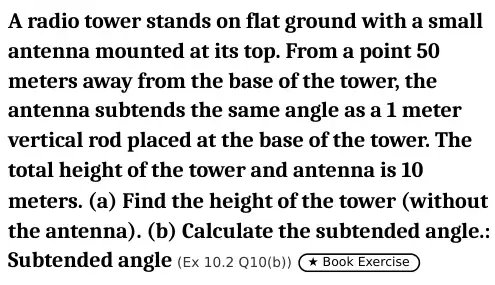 A radio tower stands on flat ground with a small
antenna mounted at its top. From a point 50
meters away from the base of the tower, the
antenna subtends the same angle as a 1 meter
vertical rod placed at the base of the tower. The
total height of the tower and antenna is 10
meters. (a) Find the height of the tower (without
the antenna). (b) Calculate the subtended angle.:
Subtended angle (Ex 10.2 Q10(b)) ★ Book Exercise